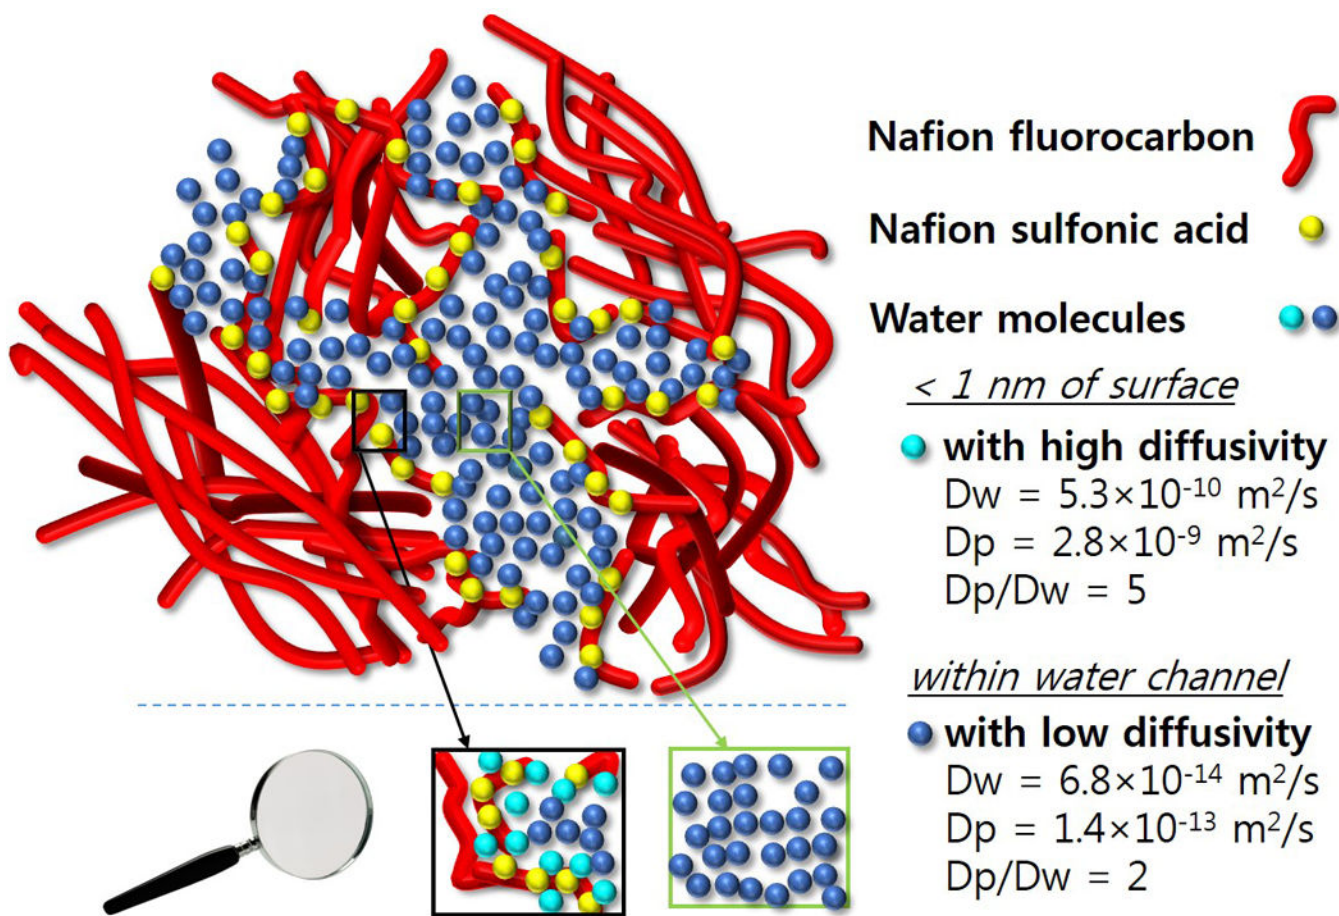 Nafion fluorocarbon
Nafion sulfonic acid
Water molecules
< 1 nm of surface
with high diffusivity
Dw = 5.3×10⁻¹⁰ m²/s
Dp = 2.8×10⁻⁹ m²/s
Dp/Dw = 5
within water channel
with low diffusivity
Dw = 6.8×10⁻¹⁴ m²/s
Dp = 1.4×10⁻¹³ m²/s
Dp/Dw = 2